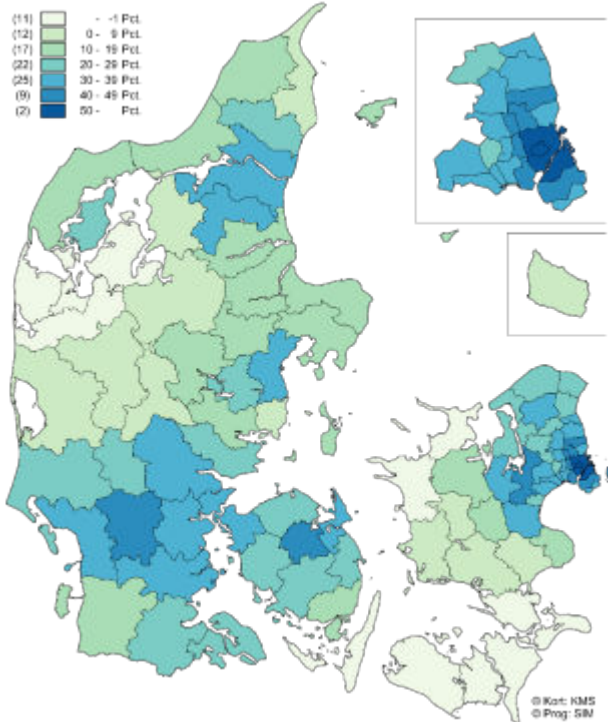 (11) - -1 Pct.
(12) 0 - 9 Pct.
(17) 10 - 19 Pct.
(22) 20 - 29 Pct.
(25) 30 - 39 Pct.
(9) 40 - 49 Pct.
(2) 50 - Pct.
© Kort: KMS
© Prog: SIM